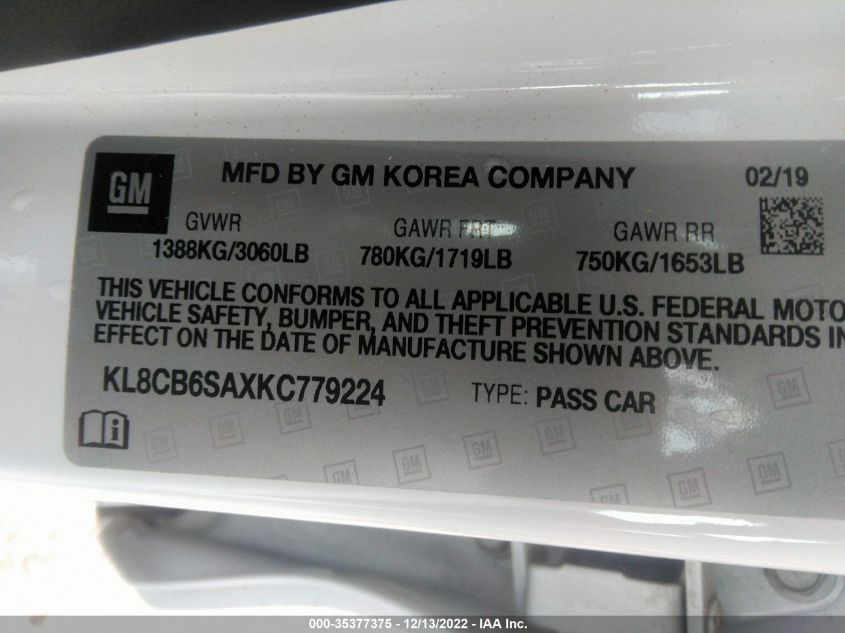 GM
MFD BY GM KOREA COMPANY
02/19
GVWR
GAWR FRT
GAWR RR
1388KG/3060LB
780KG/1719LB
750KG/1653LB
THIS VEHICLE CONFORMS TO ALL APPLICABLE U.S. FEDERAL MOTO
VEHICLE SAFETY, BUMPER, AND THEFT PREVENTION STANDARDS IN
EFFECT ON THE DATE OF MANUFACTURE SHOWN ABOVE.
KL8CB6SAXKC779224
TYPE: PASS CAR
000-35377375 - 12/13/2022 - IAA Inc.